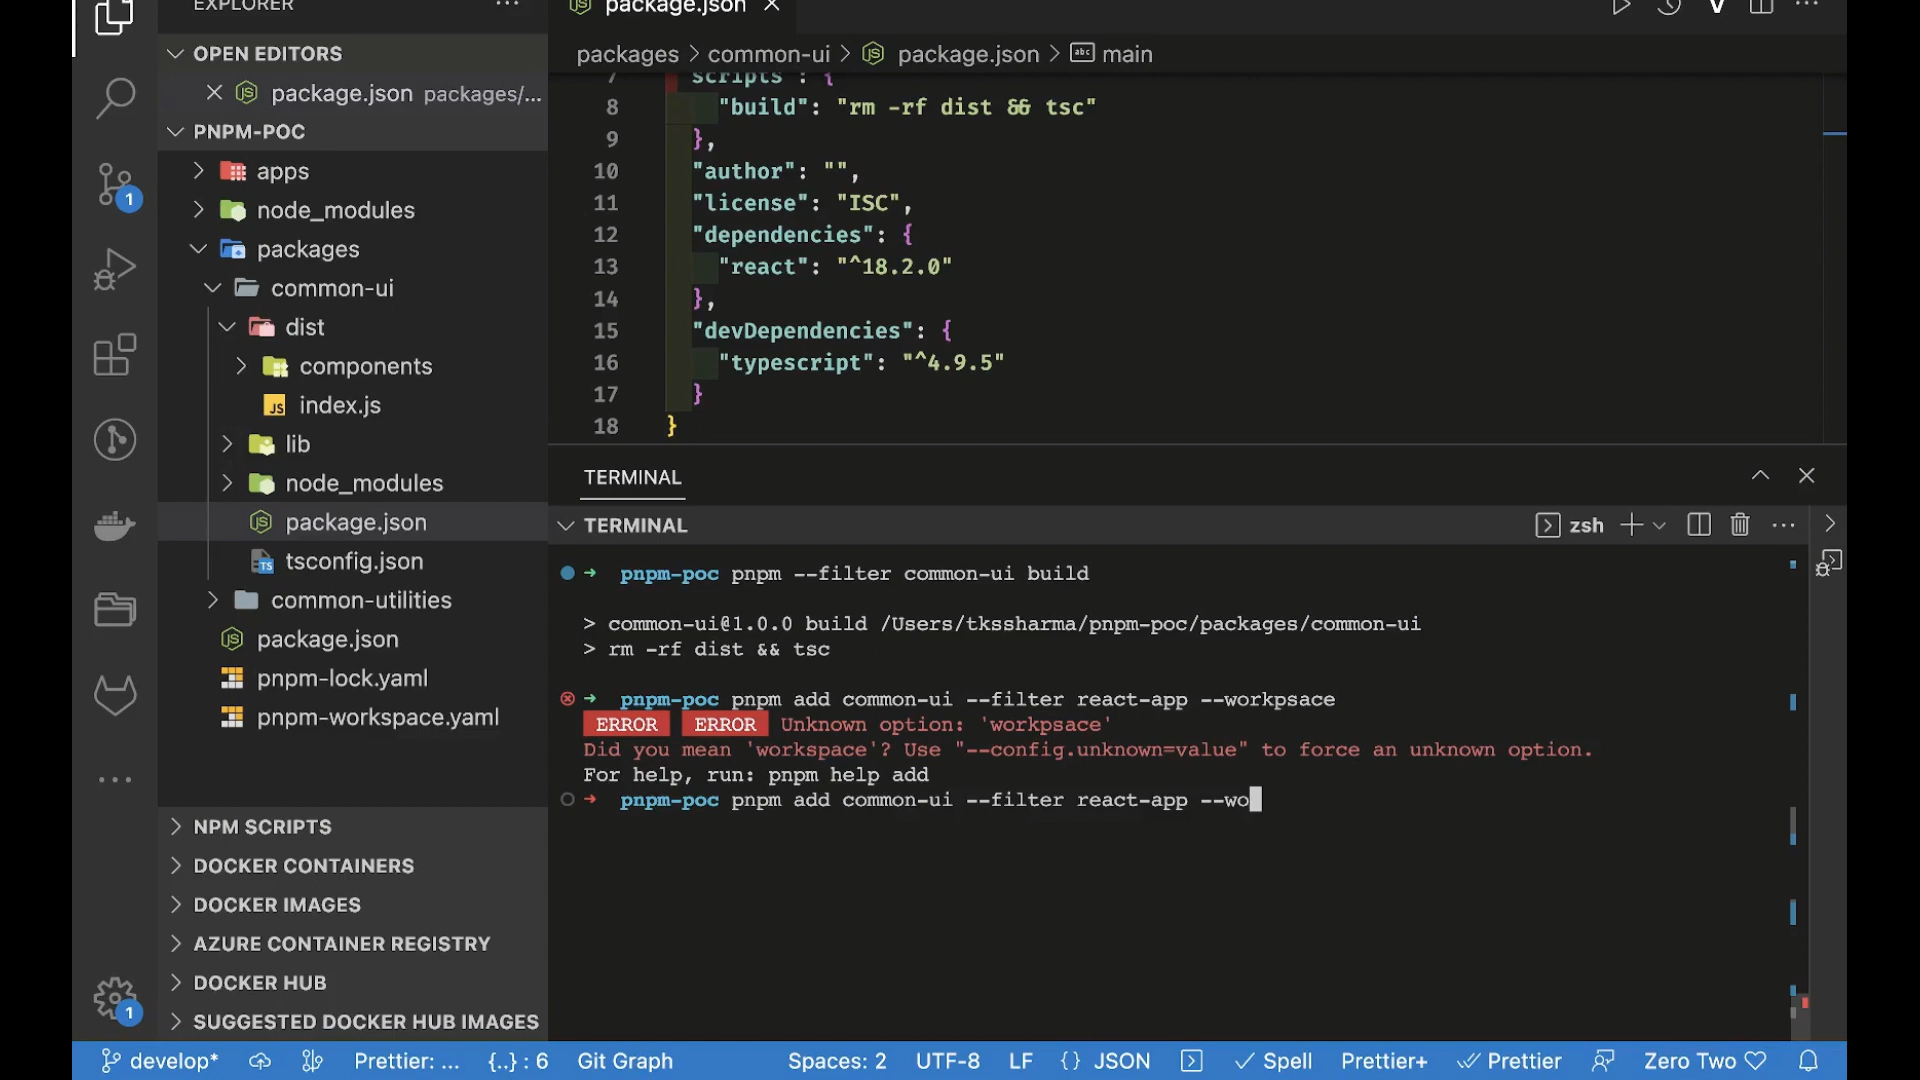 EXPLORER
package.json
OPEN EDITORS
package.json packages/...
PNPM-POC
apps
node_modules
packages
common-ui
dist
components
index.js
lib
node_modules
package.json
tsconfig.json
common-utilities
package.json
pnpm-lock.yaml
pnpm-workspace.yaml
NPM SCRIPTS
DOCKER CONTAINERS
DOCKER IMAGES
AZURE CONTAINER REGISTRY
DOCKER HUB
SUGGESTED DOCKER HUB IMAGES
1
1
packages > common-ui > package.json > main
7 "scripts": {
8 "build": "rm -rf dist && tsc"
9 },
10 "author": "",
11 "license": "ISC",
12 "dependencies": {
13 "react": "^18.2.0"
14 },
15 "devDependencies": {
16 "typescript": "^4.9.5"
17 }
18 }
TERMINAL
TERMINAL
zsh
pnpm-poc pnpm --filter common-ui build
> common-ui@1.0.0 build /Users/tkssharma/pnpm-poc/packages/common-ui
> rm -rf dist && tsc
pnpm-poc pnpm add common-ui --filter react-app --workpsace
ERROR ERROR Unknown option: 'workpsace'
Did you mean 'workspace'? Use "--config.unknown=value" to force an unknown option.
For help, run: pnpm help add
pnpm-poc pnpm add common-ui --filter react-app --wo
develop* Prettier: ... {..} : 6 Git Graph Spaces: 2 UTF-8 LF {} JSON Spell Prettier+ Prettier Zero Two